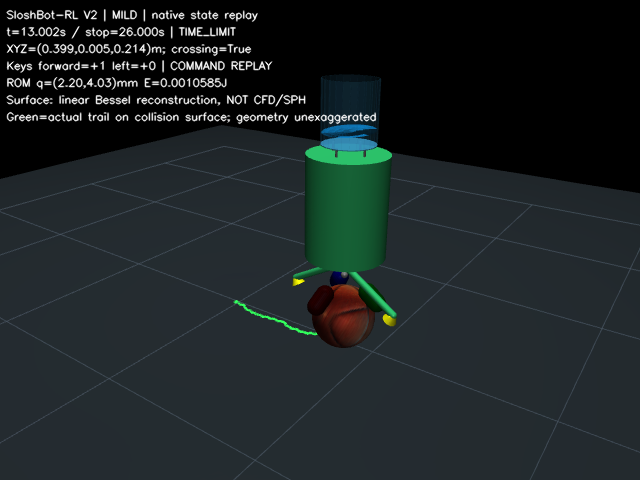 SloshBot-RL V2 | MILD | native state replay
t=13.002s / stop=26.000s | TIME_LIMIT
XYZ=(0.399,0.005,0.214)m; crossing=True
Keys forward=+1 left=+0 | COMMAND REPLAY
ROM q=(2.20,4.03)mm E=0.0010585J
Surface: linear Bessel reconstruction, NOT CFD/SPH
Green=actual trail on collision surface; geometry unexaggerated